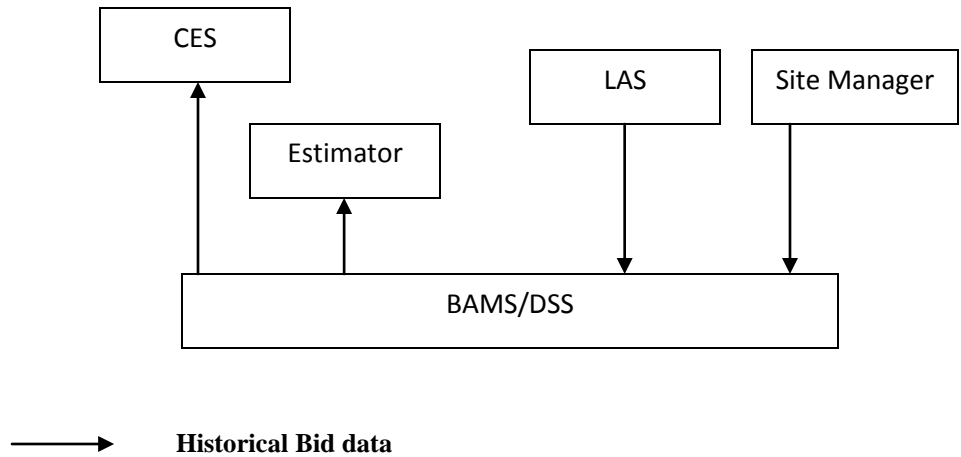 CES
LAS
Site Manager
Estimator
BAMS/DSS
Historical Bid data